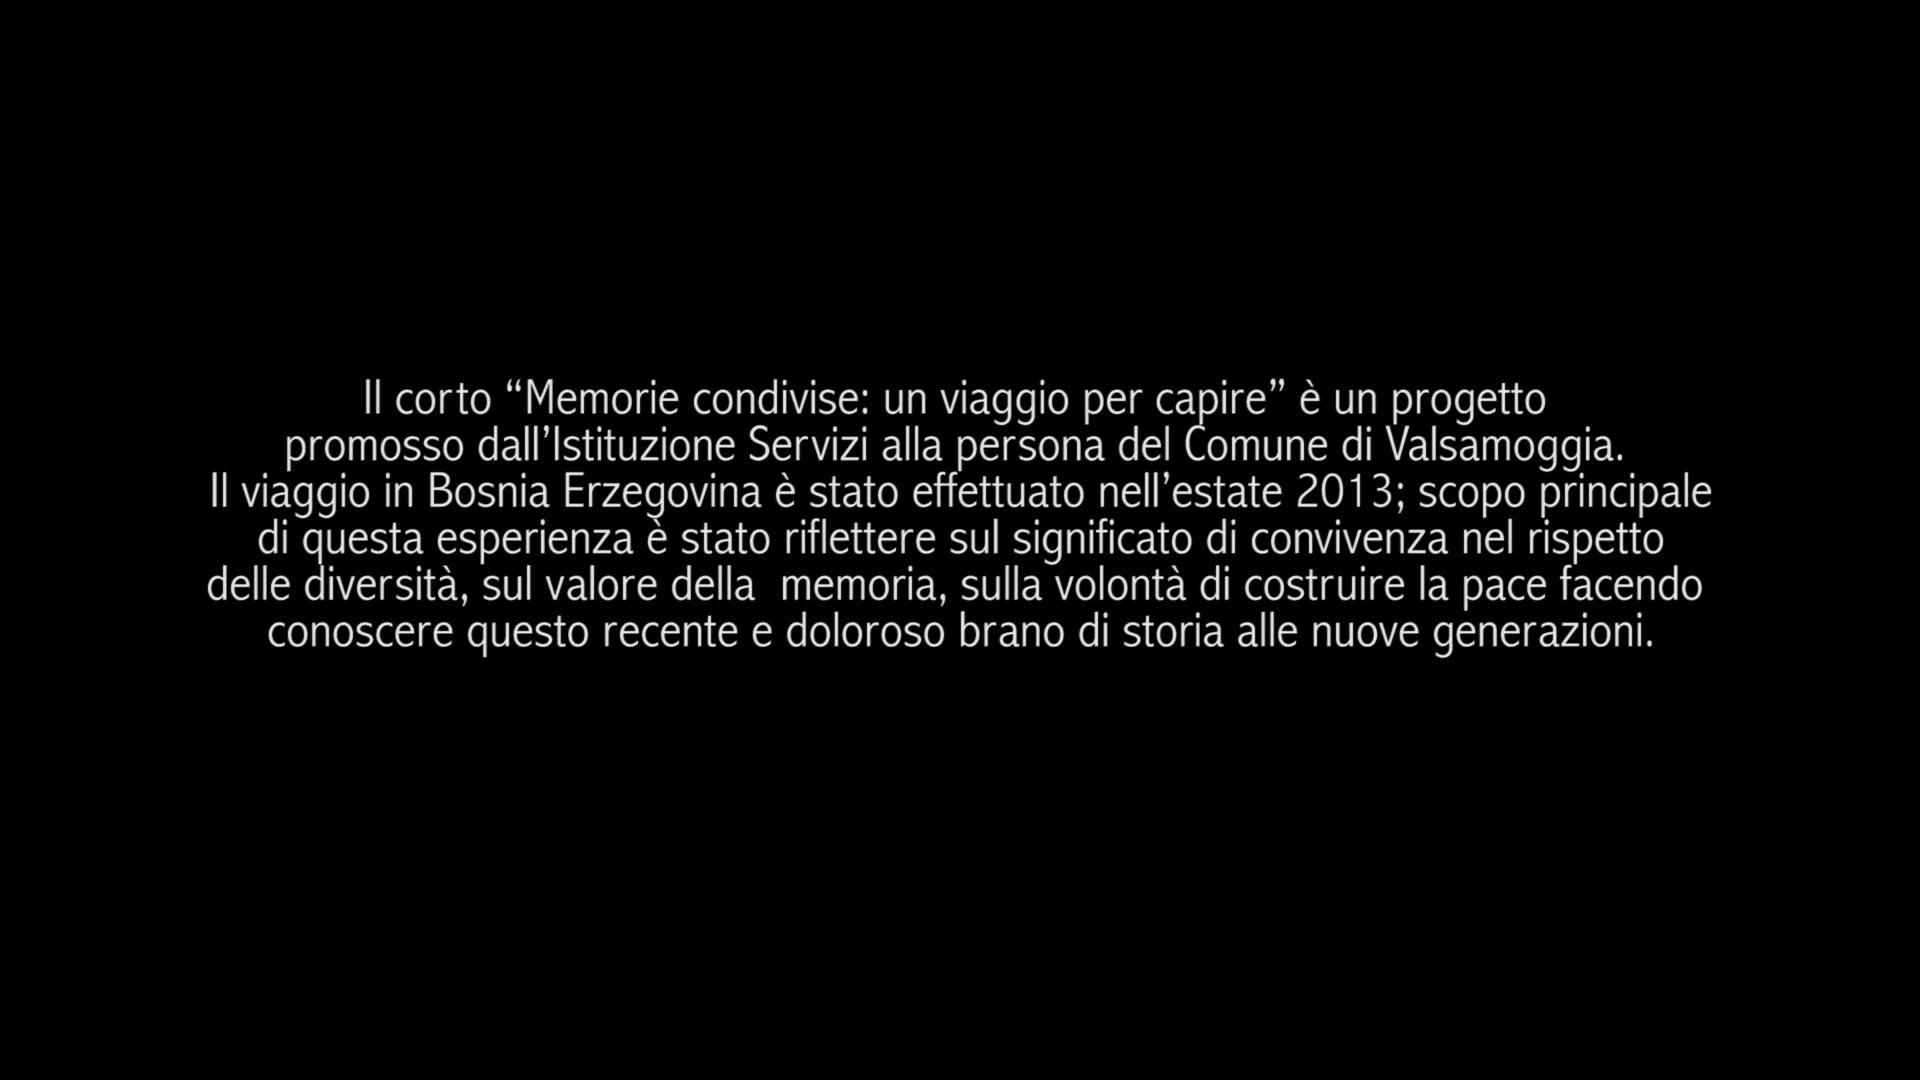 Il corto “Memorie condivise: un viaggio per capire” è un progetto
promosso dall’Istituzione Servizi alla persona del Comune di Valsamoggia.
Il viaggio in Bosnia Erzegovina è stato effettuato nell’estate 2013; scopo principale
di questa esperienza è stato riflettere sul significato di convivenza nel rispetto
delle diversità, sul valore della  memoria, sulla volontà di costruire la pace facendo
conoscere questo recente e doloroso brano di storia alle nuove generazioni.